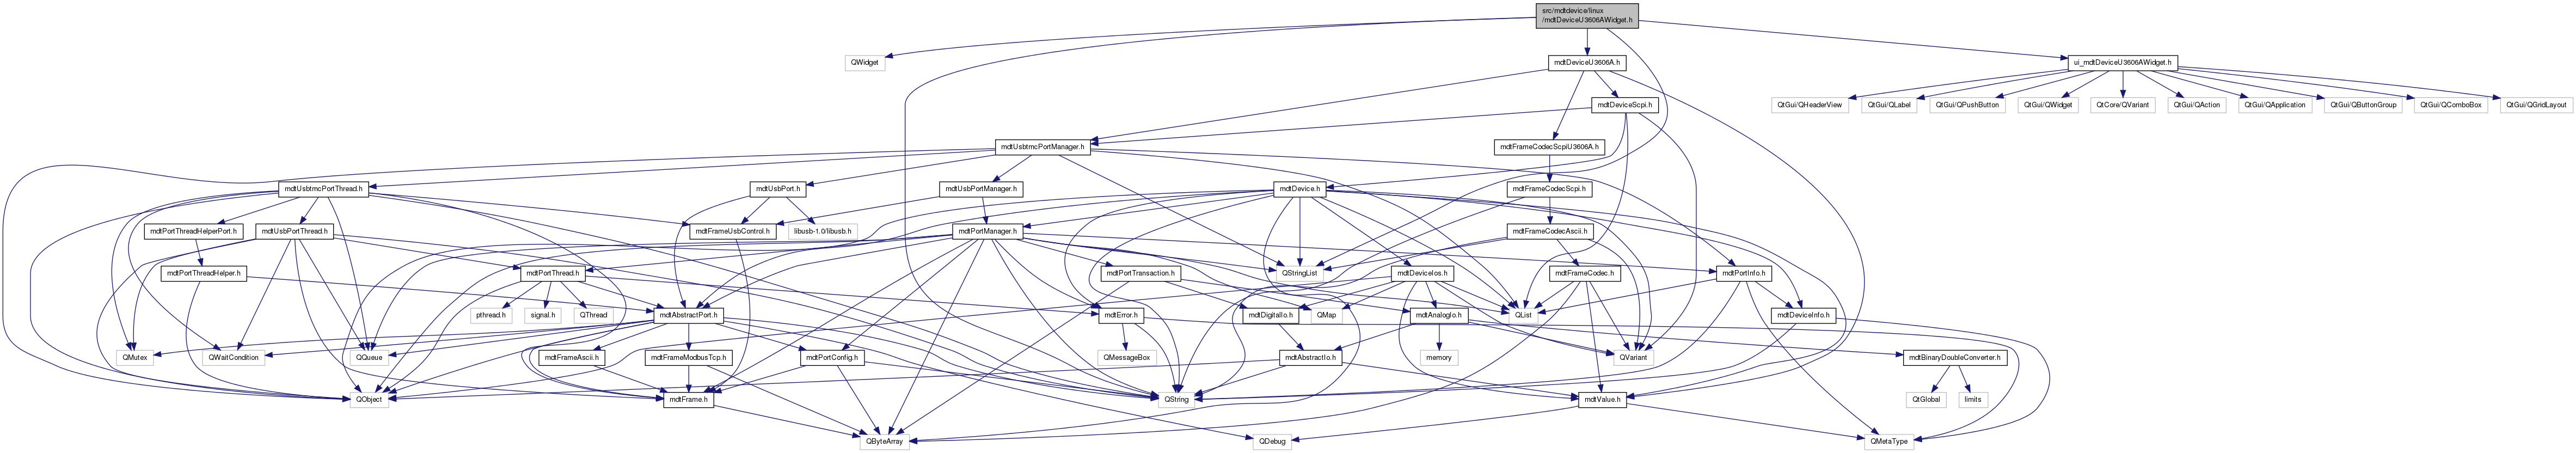 src/mdtdevice/linux
/mdtDeviceU3606AWidget.h
QWidget
mdtDeviceU3606A.h
ui_mdtDeviceU3606AWidget.h
mdtDeviceScpi.h
QtGui/QHeaderView
QtGui/QLabel
QtGui/QPushButton
QtGui/QWidget
QtCore/QVariant
QtGui/QAction
QtGui/QApplication
QtGui/QButtonGroup
QtGui/QComboBox
QtGui/QGridLayout
mdtUsbtmcPortManager.h
mdtFrameCodecScpiU3606A.h
mdtUsbtmcPortThread.h
mdtUsbPort.h
mdtUsbPortManager.h
mdtDevice.h
mdtFrameCodecScpi.h
mdtPortThreadHelperPort.h
mdtUsbPortThread.h
mdtFrameUsbControl.h
libusb-1.0/libusb.h
mdtPortManager.h
mdtFrameCodecAscii.h
mdtPortThreadHelper.h
mdtPortThread.h
mdtPortTransaction.h
QStringList
mdtDeviceIos.h
mdtFrameCodec.h
mdtPortInfo.h
pthread.h
signal.h
QThread
mdtAbstractPort.h
mdtError.h
mdtDigitalIo.h
QMap
mdtAnalogIo.h
QList
mdtDeviceInfo.h
QMutex
QWaitCondition
QQueue
mdtFrameAscii.h
mdtFrameModbusTcp.h
mdtPortConfig.h
QMessageBox
mdtAbstractIo.h
memory
QVariant
mdtBinaryDoubleConverter.h
QObject
mdtFrame.h
QString
mdtValue.h
QtGlobal
limits
QByteArray
QDebug
QMetaType